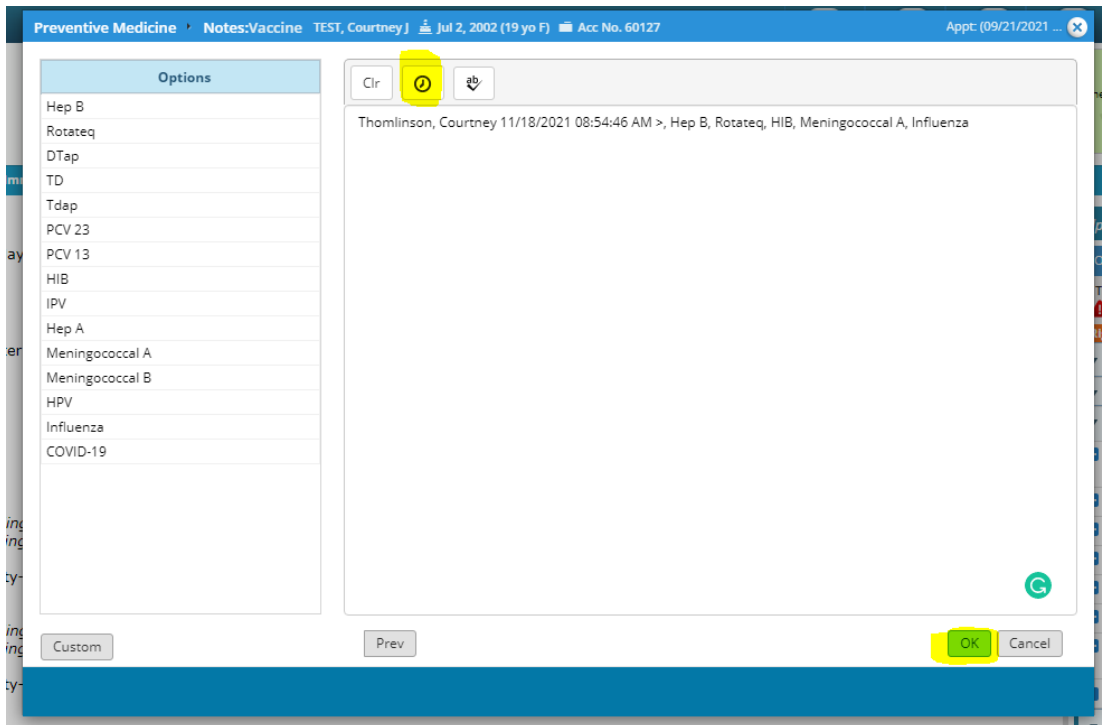 Preventive Medicine Notes:Vaccine TEST, Courtney J Jul 2, 2002 (19 yo F) Acc No. 60127 Appt: (09/21/2021 ...
Options
Hep B
Rotateq
DTap
TD
Tdap
PCV 23
PCV 13
HIB
IPV
Hep A
Meningococcal A
Meningococcal B
HPV
Influenza
COVID-19
Custom
Clr
Thomlinson, Courtney 11/18/2021 08:54:46 AM >, Hep B, Rotateq, HIB, Meningococcal A, Influenza
Prev
OK
Cancel